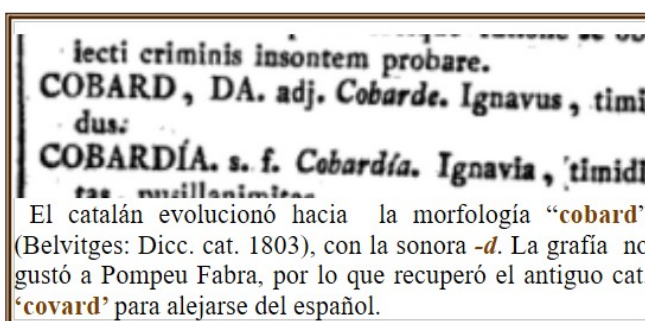 iecti criminis insontem probare.
COBARD, DA. adj. Cobarde. Ignavus, timi
dus.
COBARDÍA. s. f. Cobardía. Ignavia, timidi
El catalán evolucionó hacia la morfología “cobard”
(Belvitges: Dicc. cat. 1803), con la sonora -d. La grafía no
gustó a Pompeu Fabra, por lo que recuperó el antiguo cat.
‘covard’ para alejarse del español.